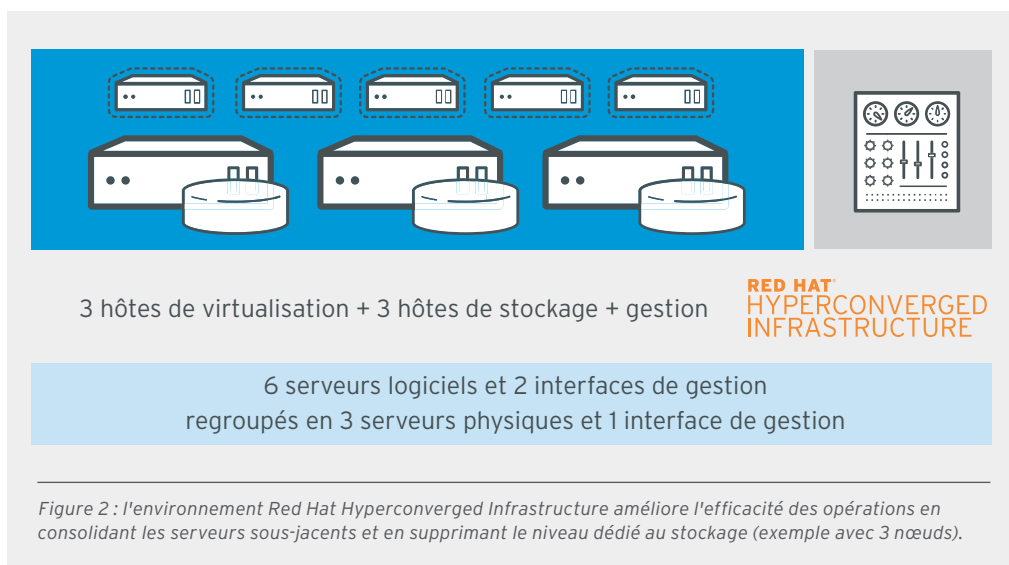 3 hôtes de virtualisation + 3 hôtes de stockage + gestion
RED HAT®
HYPERCONVERGED
INFRASTRUCTURE
6 serveurs logiciels et 2 interfaces de gestion
regroupés en 3 serveurs physiques et 1 interface de gestion
Figure 2 : l'environnement Red Hat Hyperconverged Infrastructure améliore l'efficacité des opérations en
consolidant les serveurs sous-jacents et en supprimant le niveau dédié au stockage (exemple avec 3 nœuds).